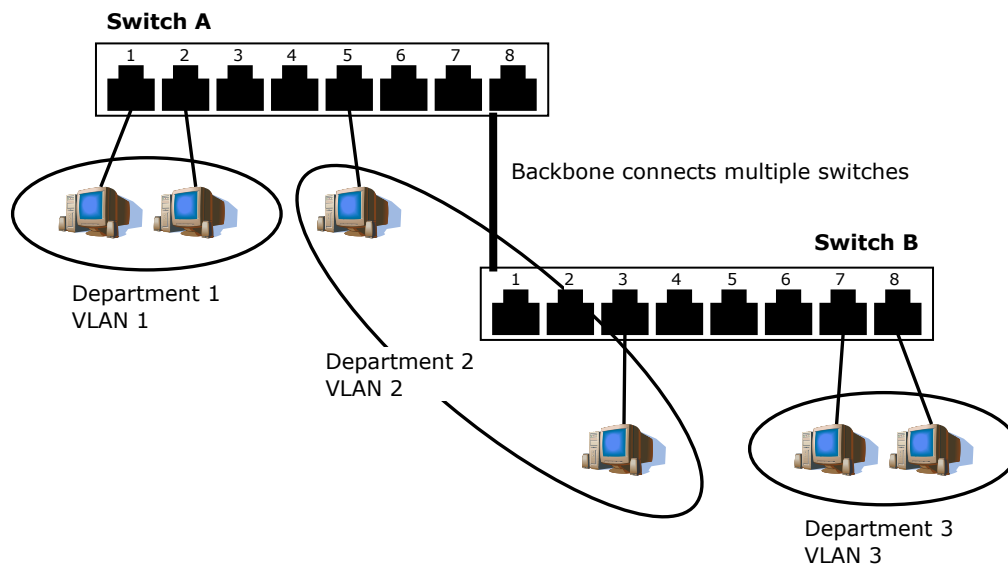 Switch A
1 2 3 4 5 6 7 8
Backbone connects multiple switches
Switch B
1 2 3 4 5 6 7 8
Department 1
VLAN 1
Department 2
VLAN 2
Department 3
VLAN 3